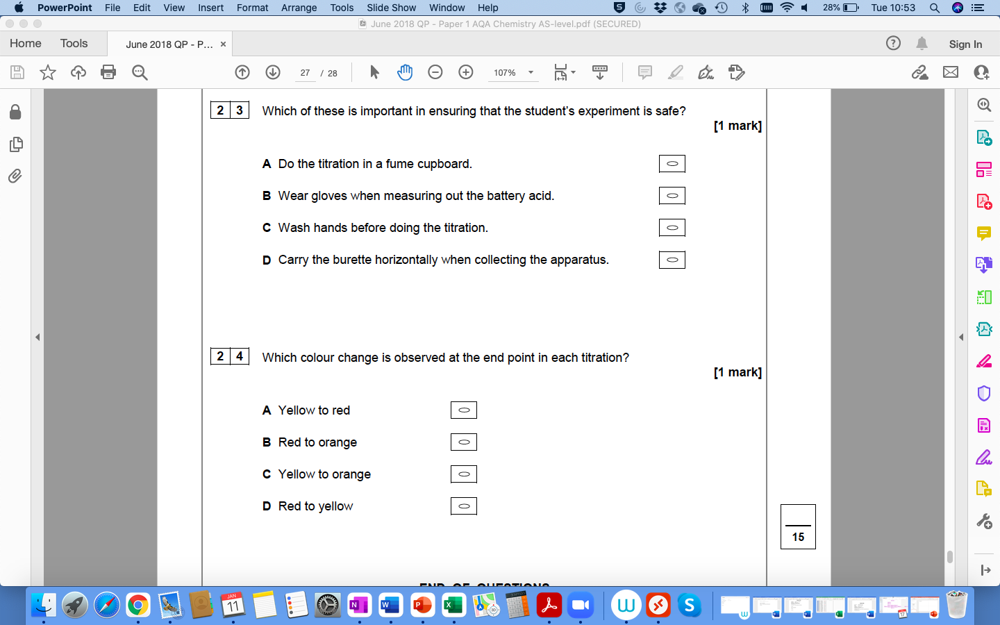 PowerPoint File Edit View Insert Format Arrange Tools Slide Show Window Help 28% Tue 10:53
June 2018 QP - Paper 1 AQA Chemistry AS-level.pdf (SECURED)
Home Tools June 2018 QP - P... × Sign In
27 / 28 107%
2 3 Which of these is important in ensuring that the student's experiment is safe?
[1 mark]
A Do the titration in a fume cupboard.
B Wear gloves when measuring out the battery acid.
C Wash hands before doing the titration.
D Carry the burette horizontally when collecting the apparatus.
2 4 Which colour change is observed at the end point in each titration?
[1 mark]
A Yellow to red
B Red to orange
C Yellow to orange
D Red to yellow
15
END OF QUESTIONS
JAN
11